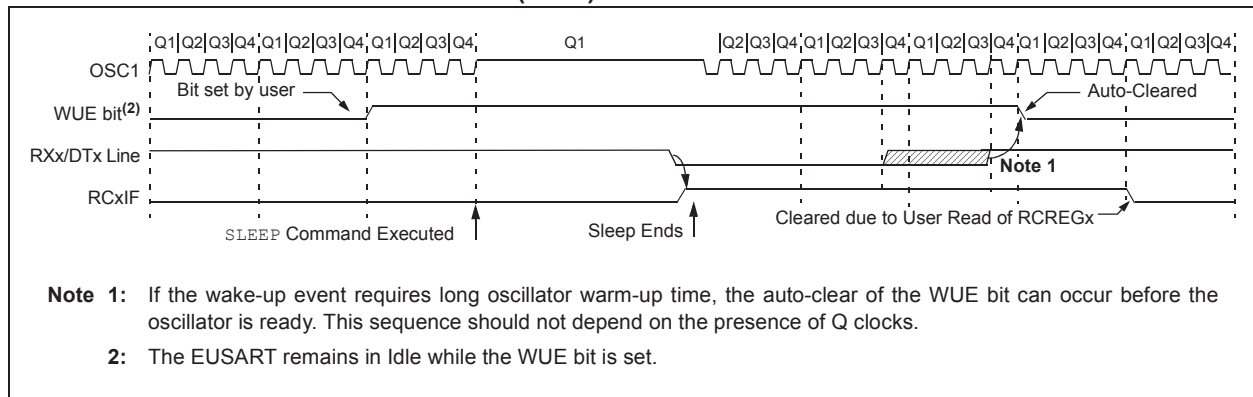 Q1 Q2 Q3 Q4 Q1 Q2 Q3 Q4 Q1 Q2 Q3 Q4 Q1 Q2 Q3 Q4 Q1 Q2 Q3 Q4 Q1 Q2 Q3 Q4 Q1 Q2 Q3 Q4
OSC1
Bit set by user
Auto-Cleared
WUE bit(2)
RXx/DTx Line
Note 1
RCxIF
Cleared due to User Read of RCREGx
SLEEP Command Executed
Sleep Ends
Note 1: If the wake-up event requires long oscillator warm-up time, the auto-clear of the WUE bit can occur before the
oscillator is ready. This sequence should not depend on the presence of Q clocks.
2: The EUSART remains in Idle while the WUE bit is set.